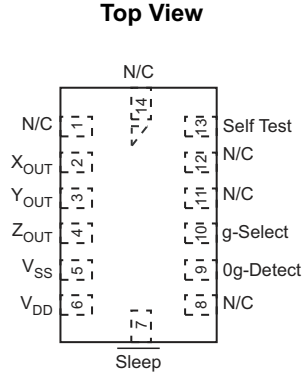 Top View
N/C
14
N/C 1 13 Self Test
XOUT 2 12 N/C
YOUT 3 11 N/C
ZOUT 4 10 g-Select
VSS 5 9 0g-Detect
VDD 6 8 N/C
7
Sleep